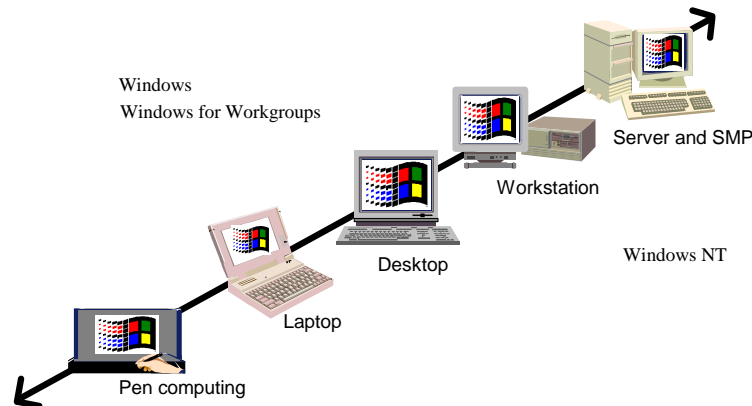 Windows
Windows for Workgroups
Server and SMP
Workstation
Windows NT
Desktop
Laptop
Pen computing